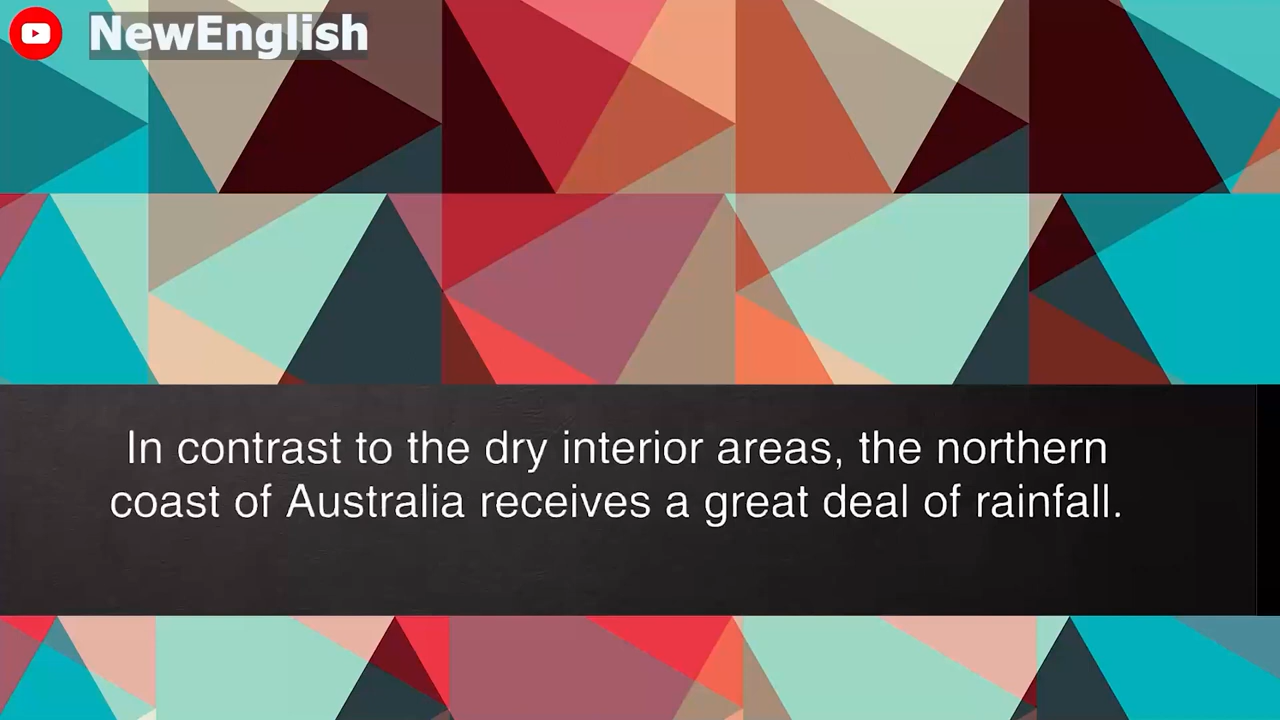 NewEnglish
In contrast to the dry interior areas, the northern
coast of Australia receives a great deal of rainfall.